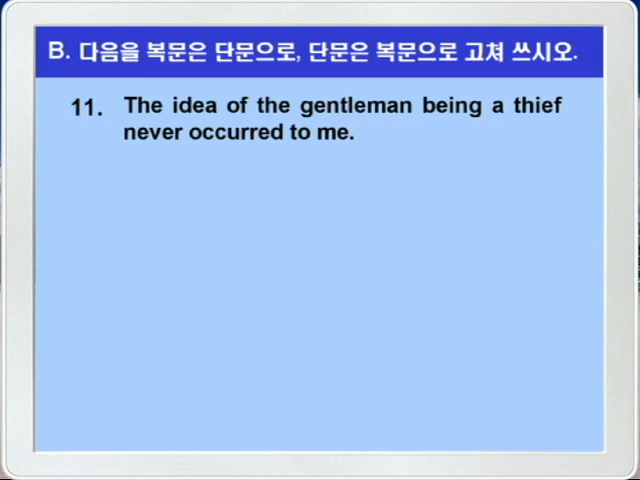 B. 다음을 복문은 단문으로, 단문은 복문으로 고쳐 쓰시오.
11. The idea of the gentleman being a thief
never occurred to me.